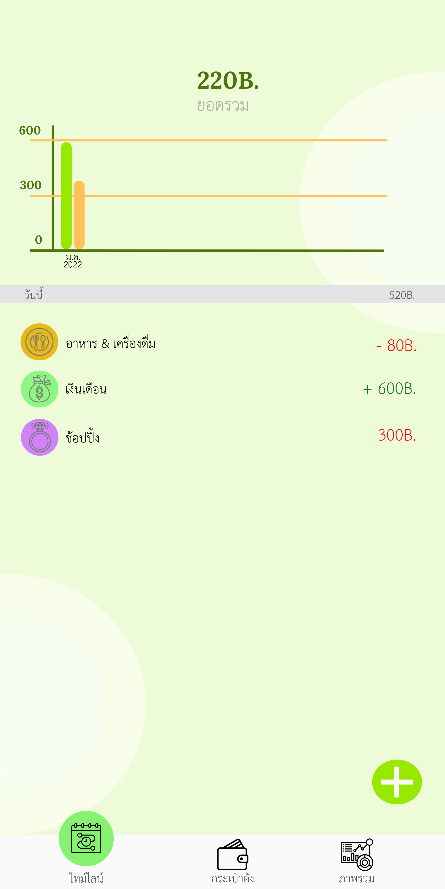 220B.
ยอดรวม
600
300
0
ม.ค.
2022
วันนี้
520B.
อาหาร & เครื่องดื่ม
- 80B.
เงินเดือน
+ 600B.
ช้อปปิ้ง
300B.
ไทม์ไลน์
กระเป๋าตัง
ภาพรวม